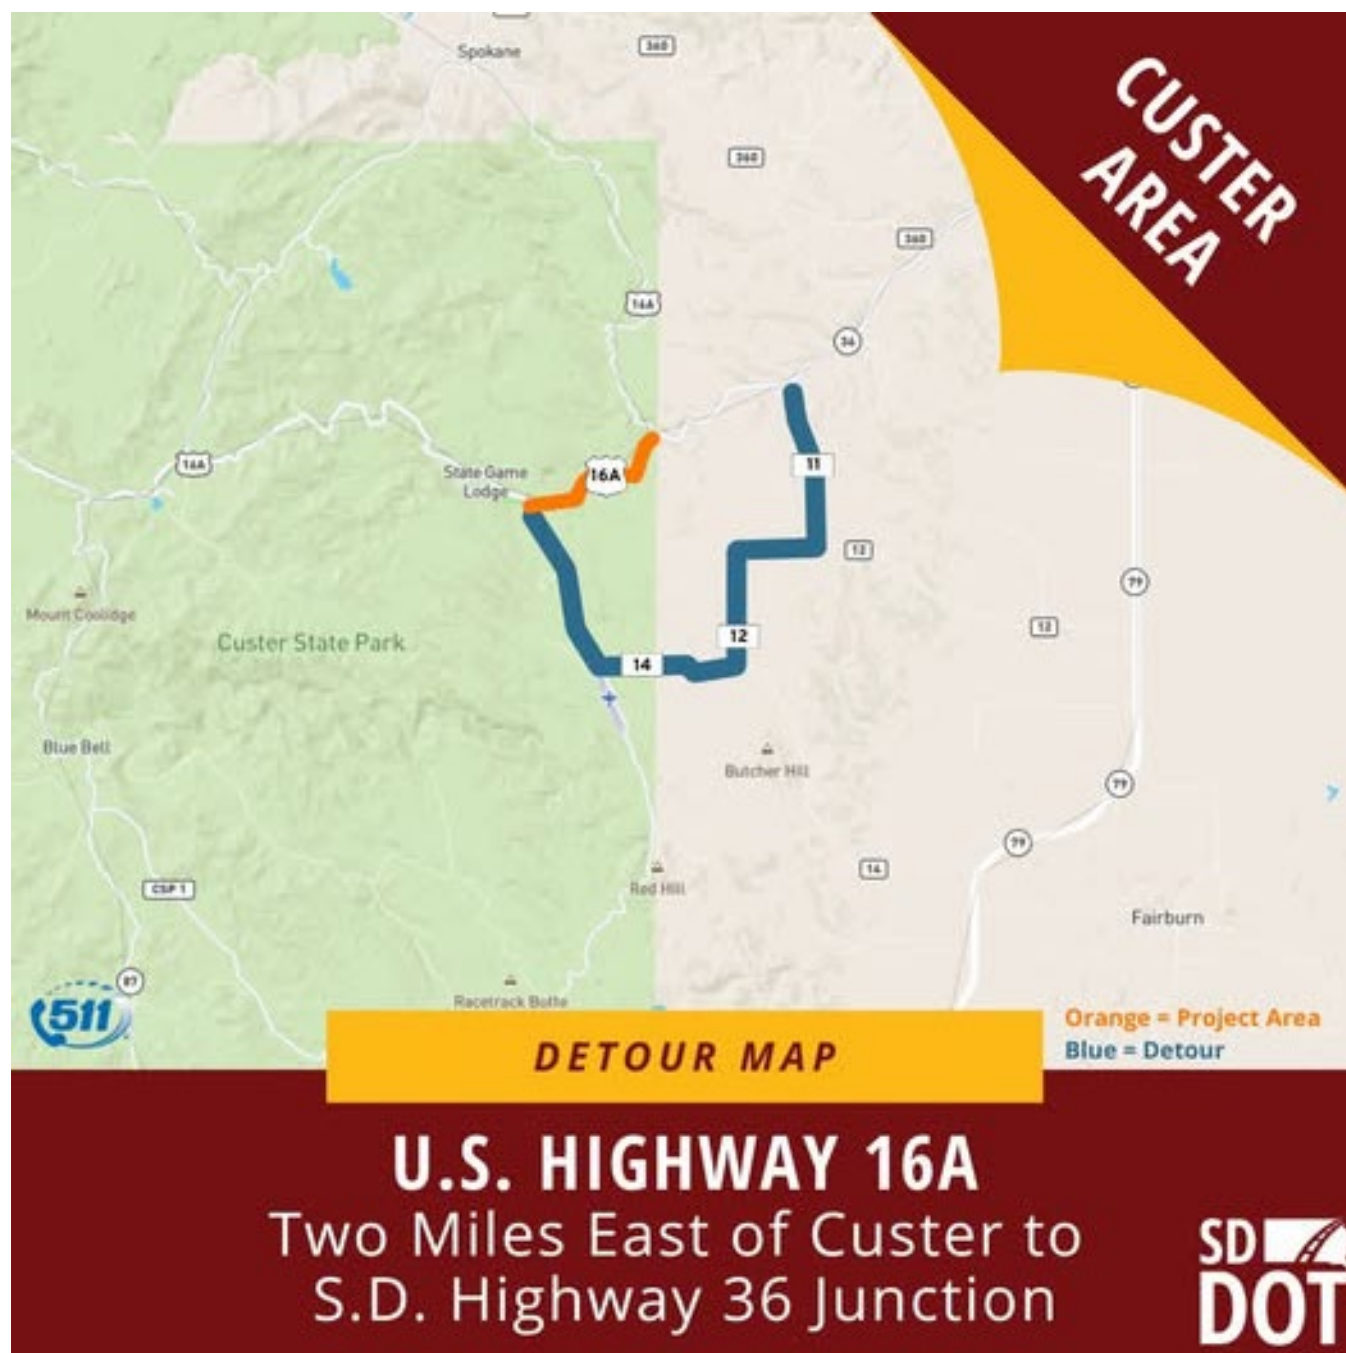 Spokane
360
CUSTER
AREA
360
360
16A
36
16A
State Game
Lodge
16A
11
12
79
Mount Coolidge
Custer State Park
12
12
14
Blue Bell
Butcher Hill
79
79
14
CSP 1
Red Hill
Fairburn
87
Racetrack Butte
511
Orange = Project Area
Blue = Detour
DETOUR MAP
U.S. HIGHWAY 16A
Two Miles East of Custer to
S.D. Highway 36 Junction
SD
DOT